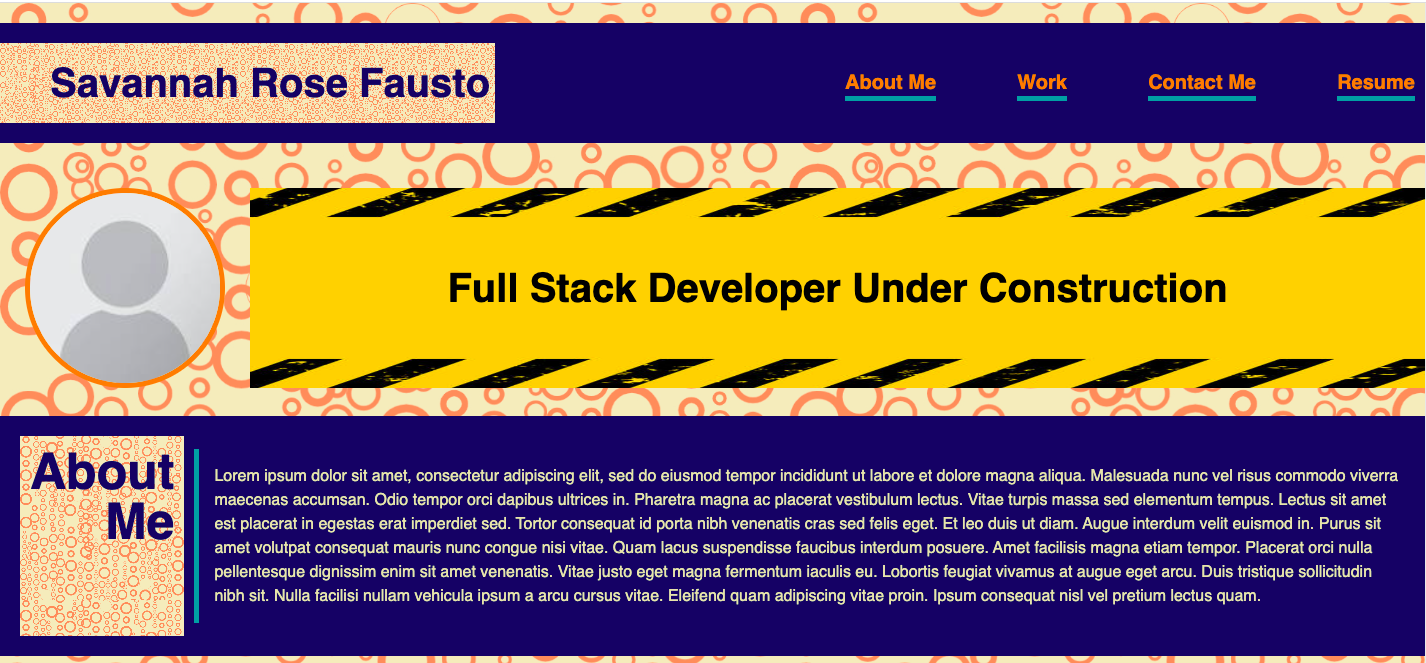 Savannah Rose Fausto
About Me Work Contact Me Resume
Full Stack Developer Under Construction
About
Me
Lorem ipsum dolor sit amet, consectetur adipiscing elit, sed do eiusmod tempor incididunt ut labore et dolore magna aliqua. Malesuada nunc vel risus commodo viverra
maecenas accumsan. Odio tempor orci dapibus ultrices in. Pharetra magna ac placerat vestibulum lectus. Vitae turpis massa sed elementum tempus. Lectus sit amet
est placerat in egestas erat imperdiet sed. Tortor consequat id porta nibh venenatis cras sed felis eget. Et leo duis ut diam. Augue interdum velit euismod in. Purus sit
amet volutpat consequat mauris nunc congue nisi vitae. Quam lacus suspendisse faucibus interdum posuere. Amet facilisis magna etiam tempor. Placerat orci nulla
pellentesque dignissim enim sit amet venenatis. Vitae justo eget magna fermentum iaculis eu. Lobortis feugiat vivamus at augue eget arcu. Duis tristique sollicitudin
nibh sit. Nulla facilisi nullam vehicula ipsum a arcu cursus vitae. Eleifend quam adipiscing vitae proin. Ipsum consequat nisl vel pretium lectus quam.